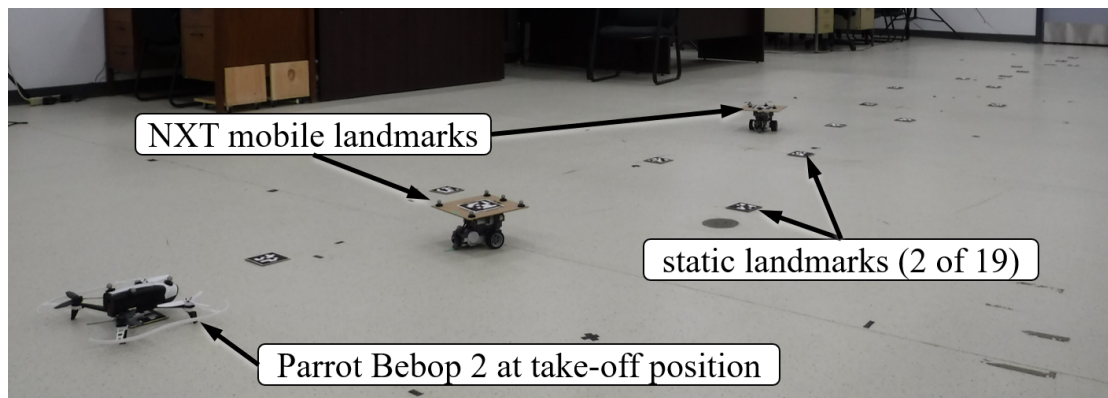 NXT mobile landmarks
static landmarks (2 of 19)
Parrot Bebop 2 at take-off position